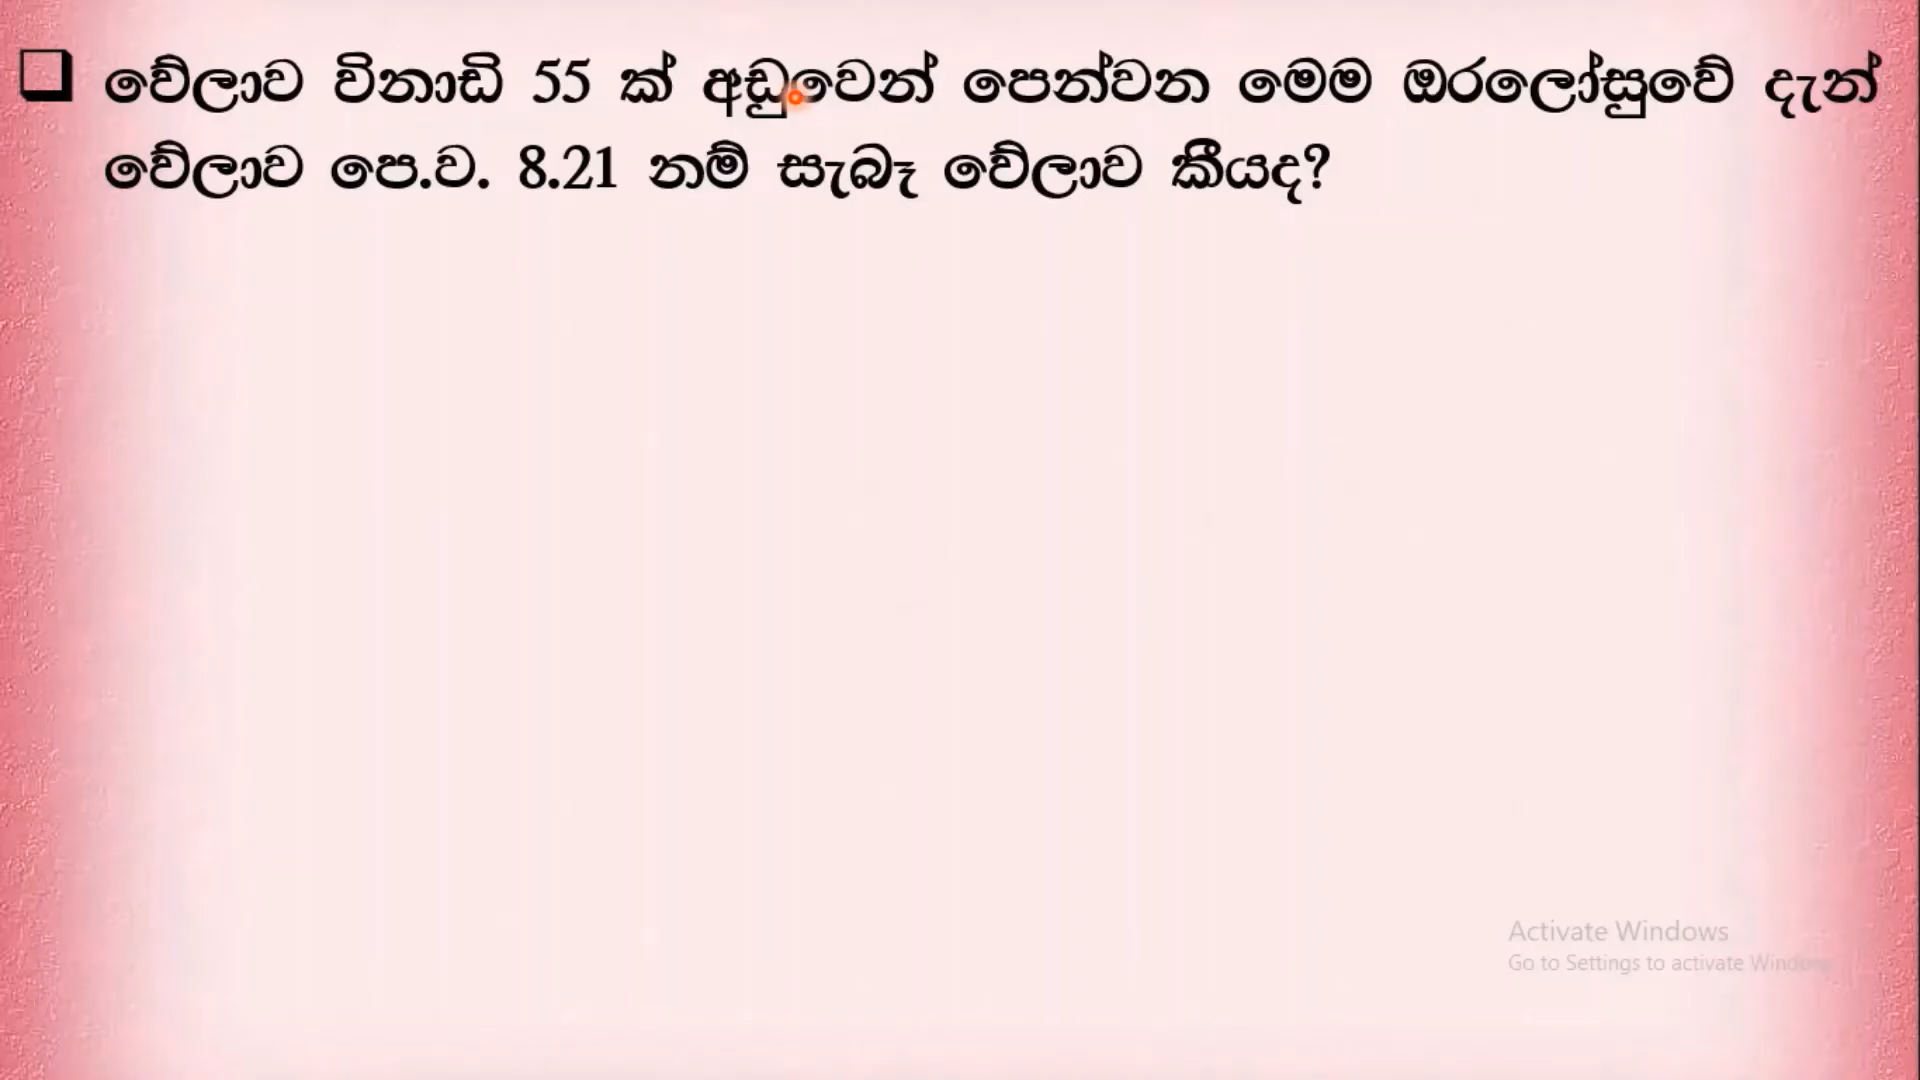 වේලාව විනාඩි 55 ක් අඩුවෙන් පෙන්වන මෙම ඔරලෝසුවේ දැන්
වේලාව පෙ.ව. 8.21 නම් සැබෑ වේලාව කීයද?
Activate Windows
Go to Settings to activate Windows